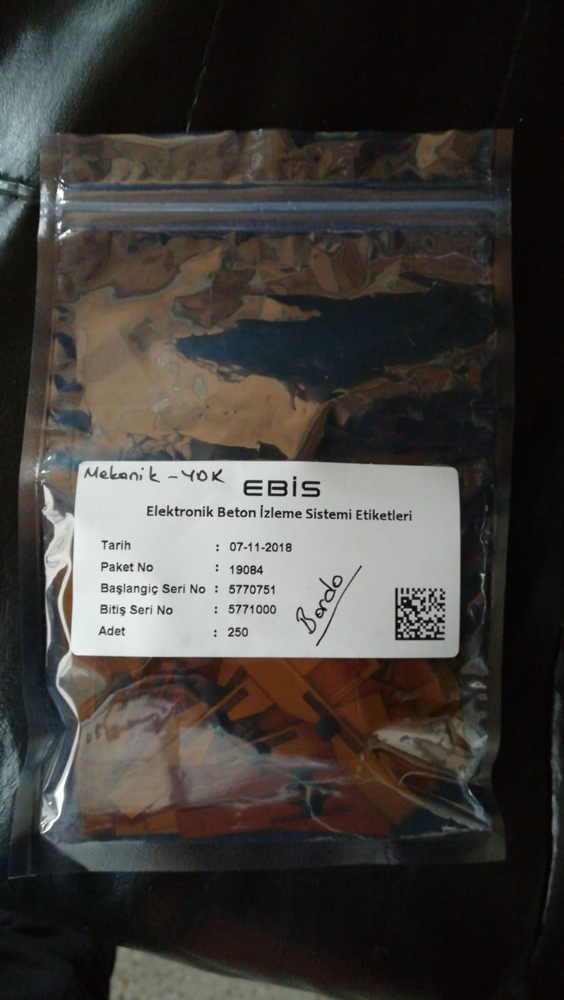 Mekanik - YDK
EBİS
Elektronik Beton İzleme Sistemi Etiketleri
Tarih : 07-11-2018
Paket No : 19084
Başlangiç Seri No : 5770751
Bitiş Seri No : 5771000
Adet : 250
Bordo